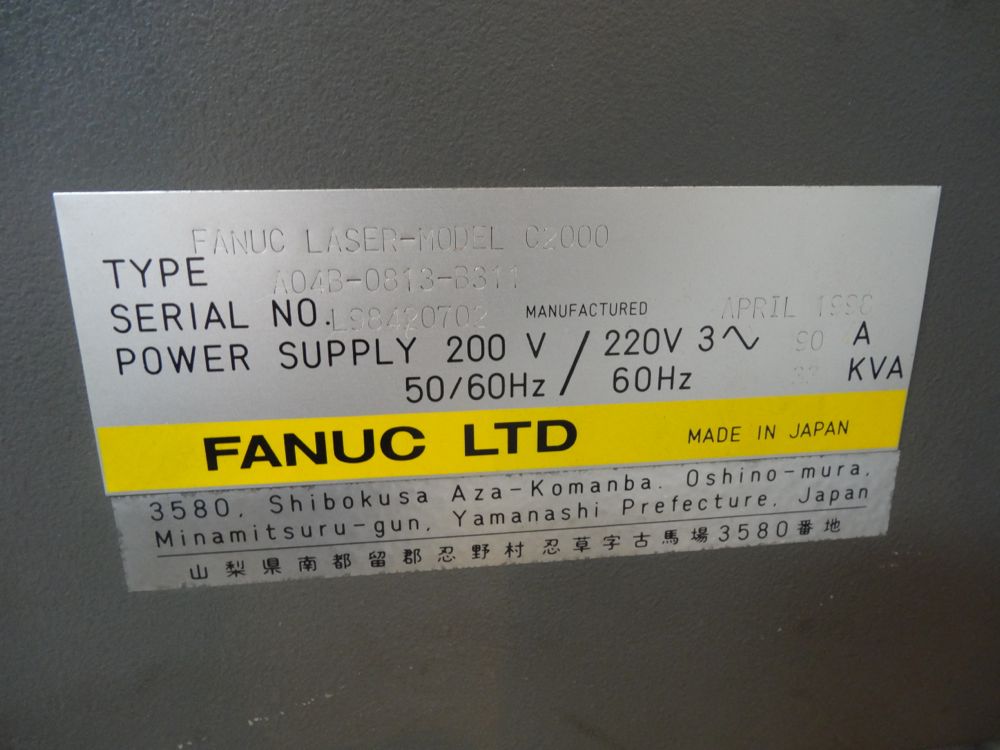 FANUC LASER-MODEL C2000
TYPE A04B-0813-B311
SERIAL NO. L98420702 MANUFACTURED APRIL
POWER SUPPLY 200 V / 220V 3∿ 90 A
50/60Hz 60Hz KVA
FANUC LTD MADE IN JAPAN
3580, Shibokusa Aza-Komanba. Oshino-mura,
Minamitsuru-gun, Yamanashi Prefecture, Japan
山梨県南都留郡忍野村忍草字古馬場3580番地